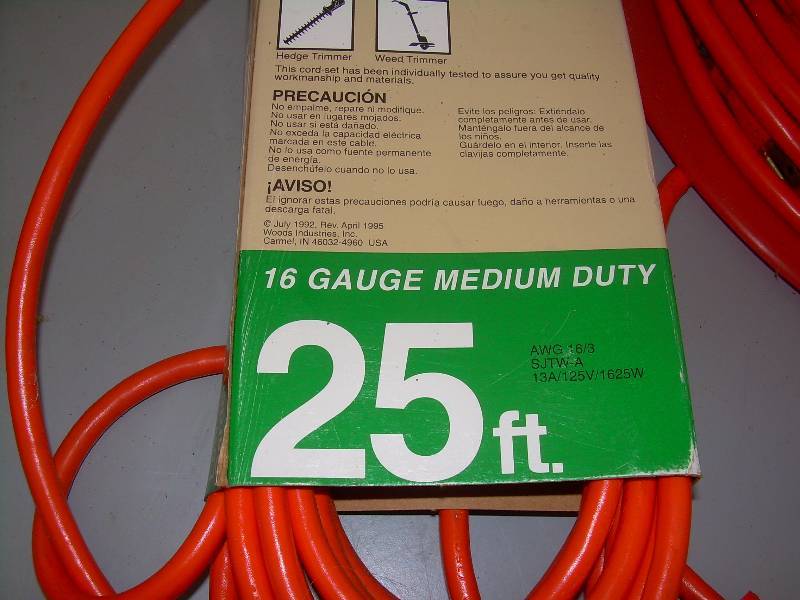 Hedge Trimmer
Weed Trimmer
This cord set has been individually tested to assure you get quality
workmanship and materials.
PRECAUCIÓN
No empalme, repare ni modifique.
No usar en lugares mojados.
No usar si está dañado.
No exceda la capacidad eléctrica
marcada en este cable.
No lo usa como fuente permanente
de energía.
Desenchúfelo cuando no lo usa.
Evite los peligros: Extiéndalo
completamente antes de usar.
Manténgalo fuera del alcance de
los niños.
Guárdelo en el interior. Inserte las
clavijas completamente.
¡AVISO!
El ignorar estas precauciones podría causar fuego, daño a herramientas o una
descarga fatal.
© July 1992, Rev. April 1995
Woods Industries, Inc.
Carmel, IN 46032-4960 USA
16 GAUGE MEDIUM DUTY
25 ft.
AWG 16/3
SJTW-A
13A/125V/1625W